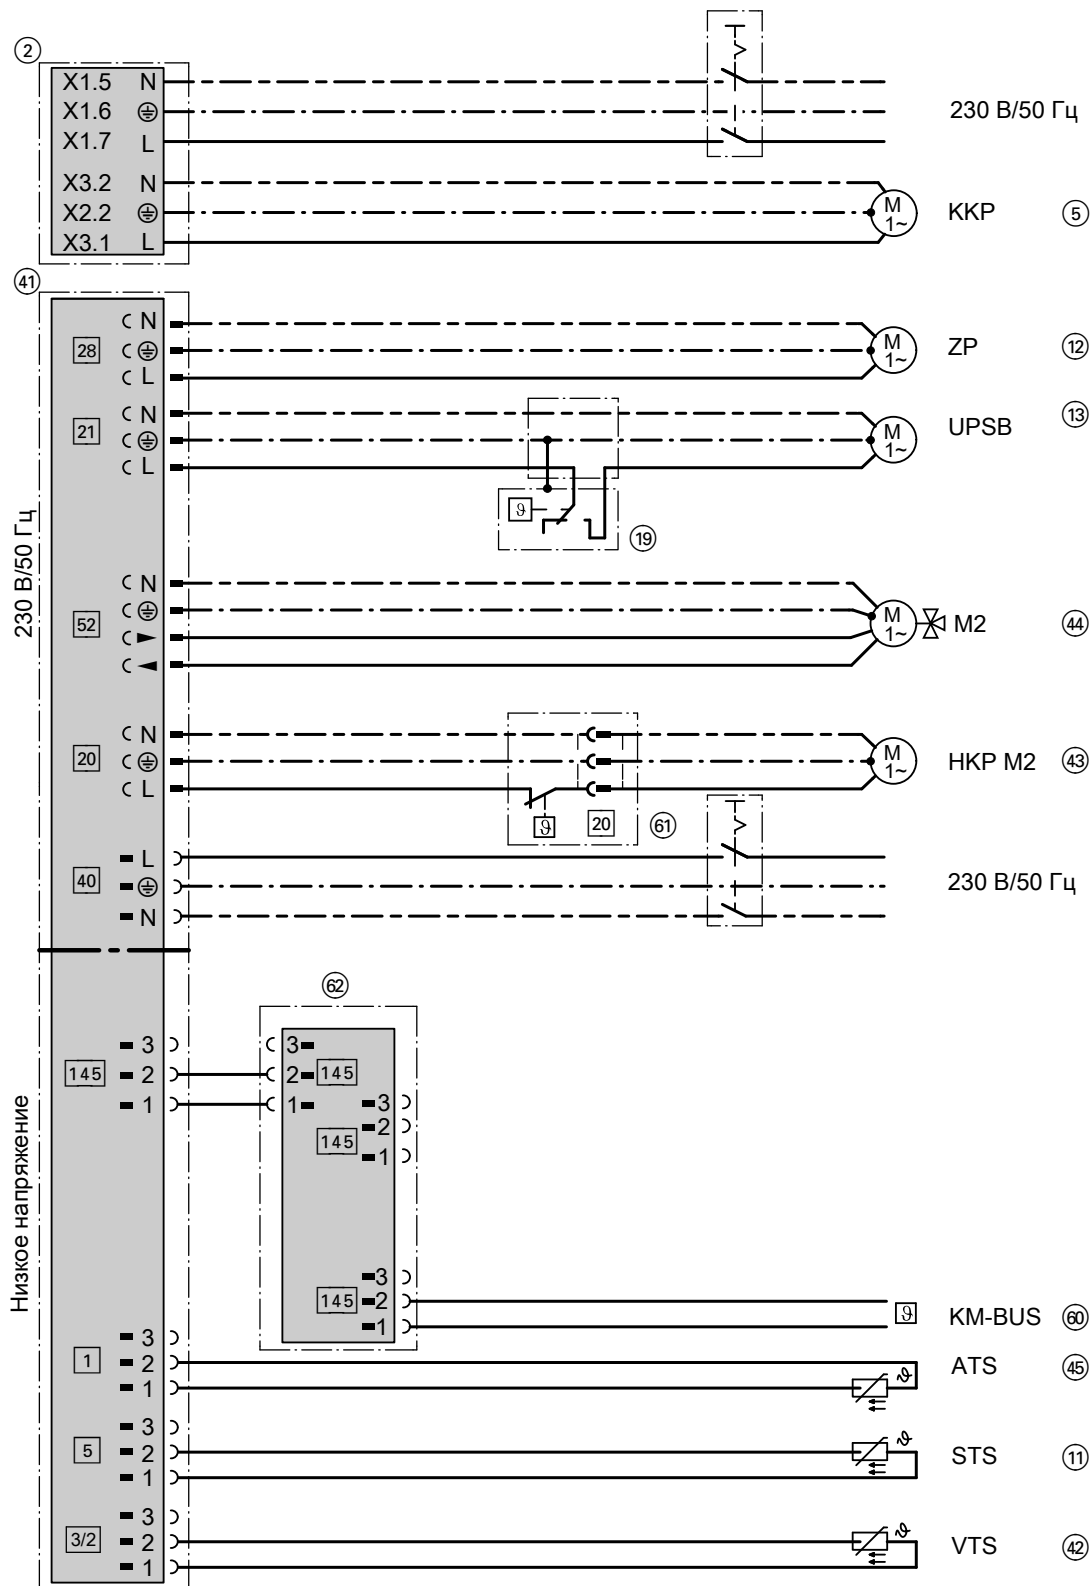 2
X1.5 N
X1.6
X1.7 L
230 В/50 Гц
X3.2 N
X2.2
X3.1 L
M
1~
KKP 5
41
230 В/50 Гц
28
N
L
M
1~
ZP 12
21
N
L
M
1~
UPSB 13
ϑ
19
52
N
M
1~
M2 44
20
N
L
ϑ
20
61
M
1~
HKP M2 43
40
L
N
230 В/50 Гц
Низкое напряжение
62
145
3
2
1
3
2
1
145
145
3
2
1
145
3
2
1
ϑ KM-BUS 60
1
3
2
1
ϑ
ATS 45
5
3
2
1
ϑ
STS 11
3/2
3
2
1
ϑ
VTS 42